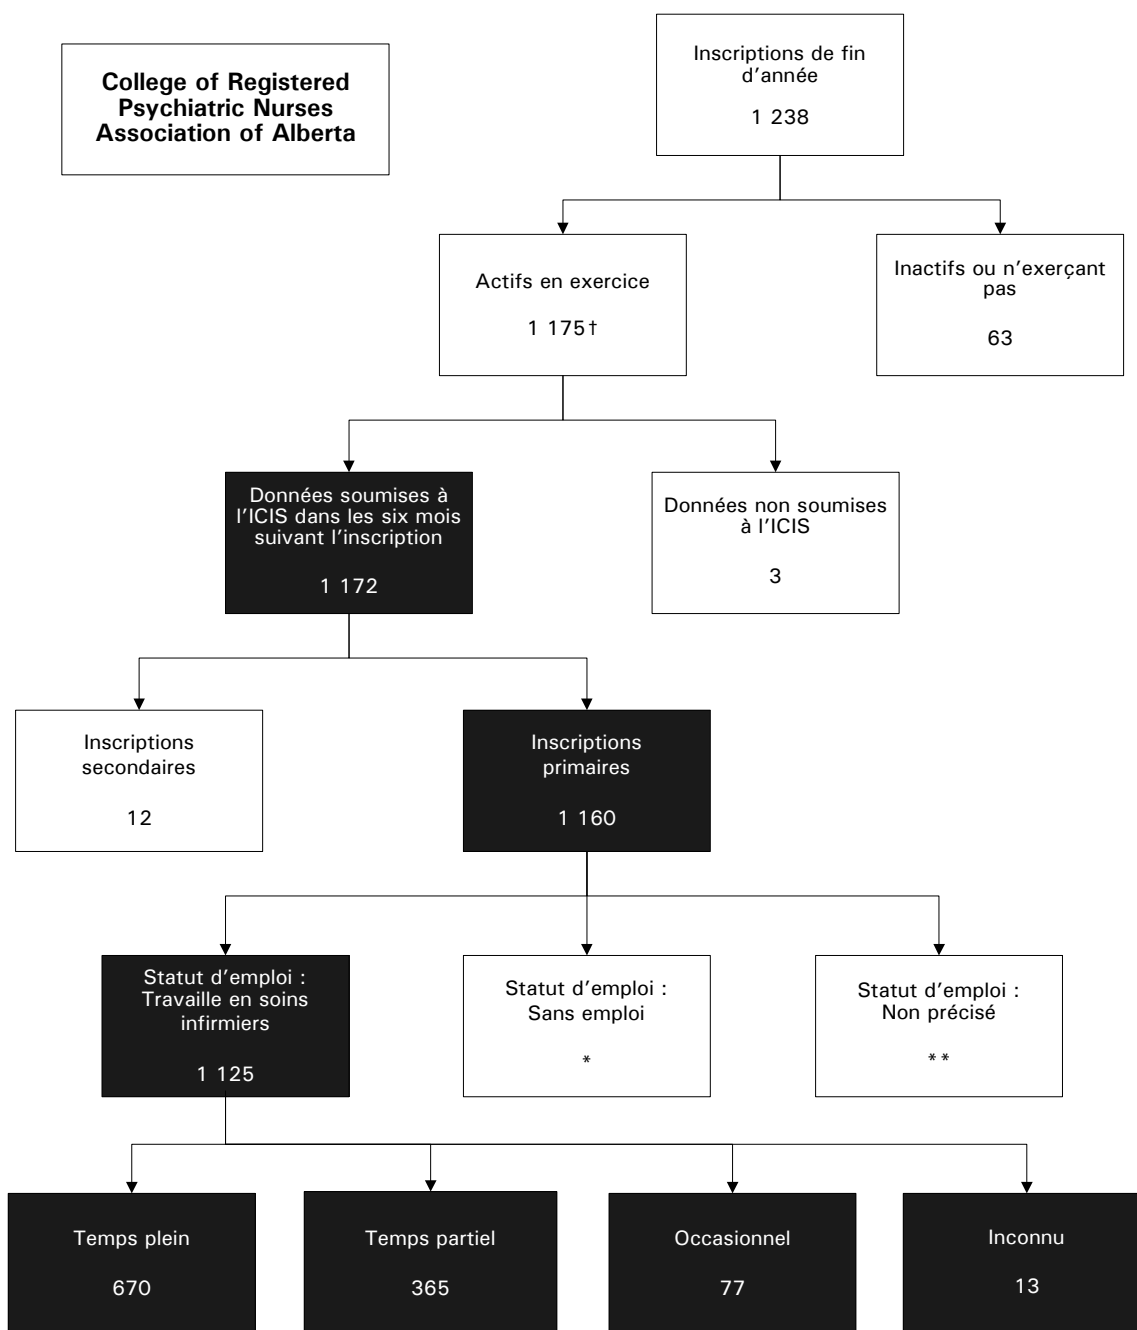 College of Registered
Psychiatric Nurses
Association of Alberta
Inscriptions de fin
d'année
1 238
Actifs en exercice
1 175†
Inactifs ou n'exerçant
pas
63
Données soumises à
l'ICIS dans les six mois
suivant l'inscription
1 172
Données non soumises
à l'ICIS
3
Inscriptions
secondaires
12
Inscriptions
primaires
1 160
Statut d'emploi :
Travaille en soins
infirmiers
1 125
Statut d'emploi :
Sans emploi
*
Statut d'emploi :
Non précisé
**
Temps plein
670
Temps partiel
365
Occasionnel
77
Inconnu
13